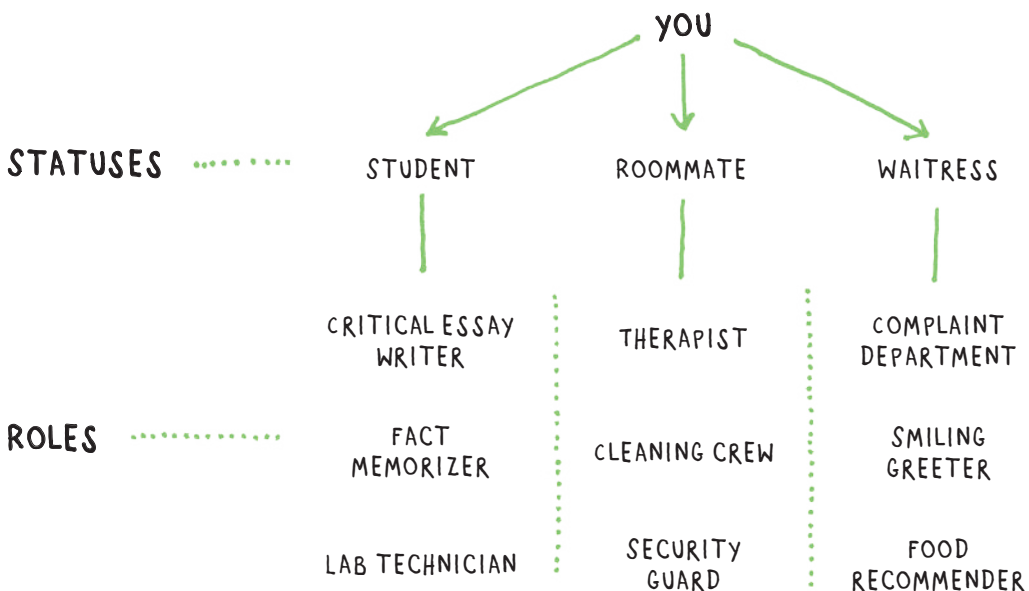 YOU
STATUSES
STUDENT
ROOMMATE
WAITRESS
CRITICAL ESSAY
WRITER
THERAPIST
COMPLAINT
DEPARTMENT
ROLES
FACT
MEMORIZER
CLEANING CREW
SMILING
GREETER
LAB TECHNICIAN
SECURITY
GUARD
FOOD
RECOMMENDER